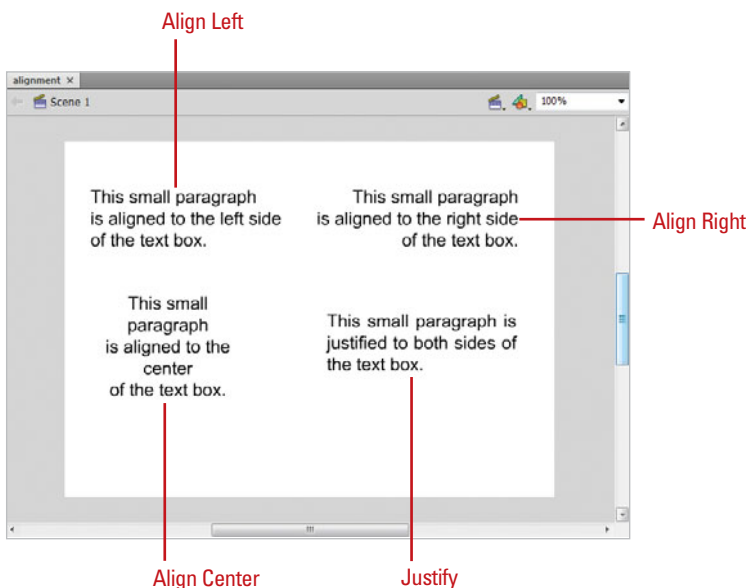 Align Left
alignment ×
Scene 1
100%
This small paragraph
is aligned to the left side
of the text box.
This small paragraph
is aligned to the right side
of the text box.
Align Right
This small
paragraph
is aligned to the
center
of the text box.
This small paragraph is
justified to both sides of
the text box.
Align Center
Justify